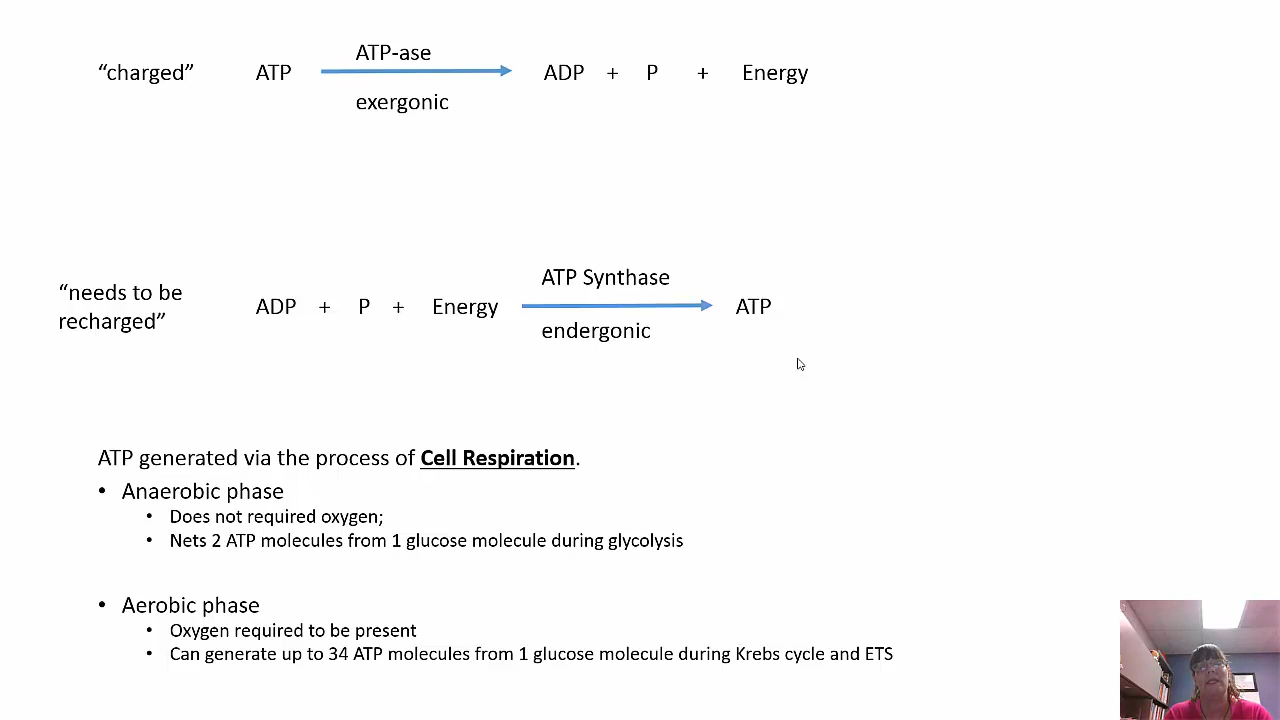 ATP-ase
“charged” ATP ADP + P + Energy
exergonic
ATP Synthase
“needs to be
recharged”
ADP + P + Energy ATP
endergonic
ATP generated via the process of Cell Respiration.
• Anaerobic phase
• Does not required oxygen;
• Nets 2 ATP molecules from 1 glucose molecule during glycolysis
• Aerobic phase
• Oxygen required to be present
• Can generate up to 34 ATP molecules from 1 glucose molecule during Krebs cycle and ETS